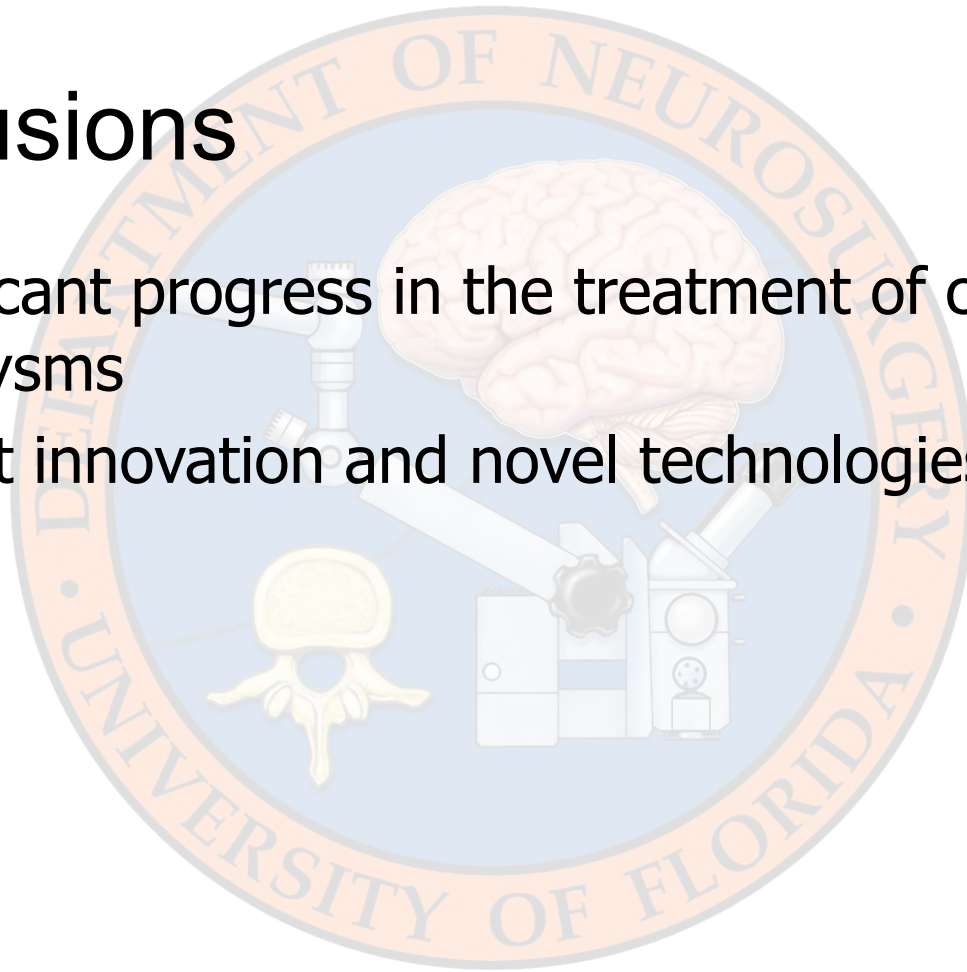 usions
cant progress in the treatment of c
ysms
t innovation and novel technologies
DEPARTMENT OF NEUROSURGERY
• UNIVERSITY OF FLORIDA •